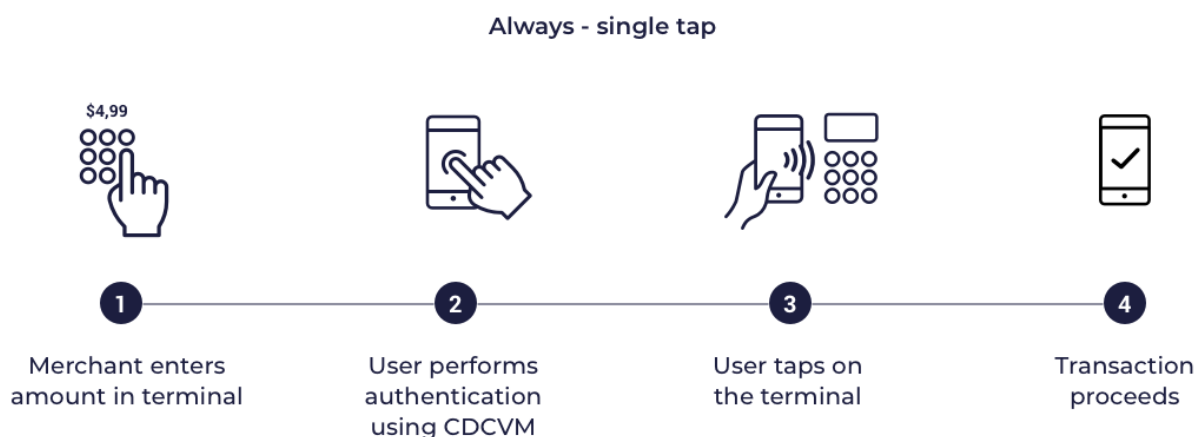 Always - single tap
$4,99
1
2
3
4
Merchant enters
amount in terminal
User performs
authentication
using CDCVM
User taps on
the terminal
Transaction
proceeds